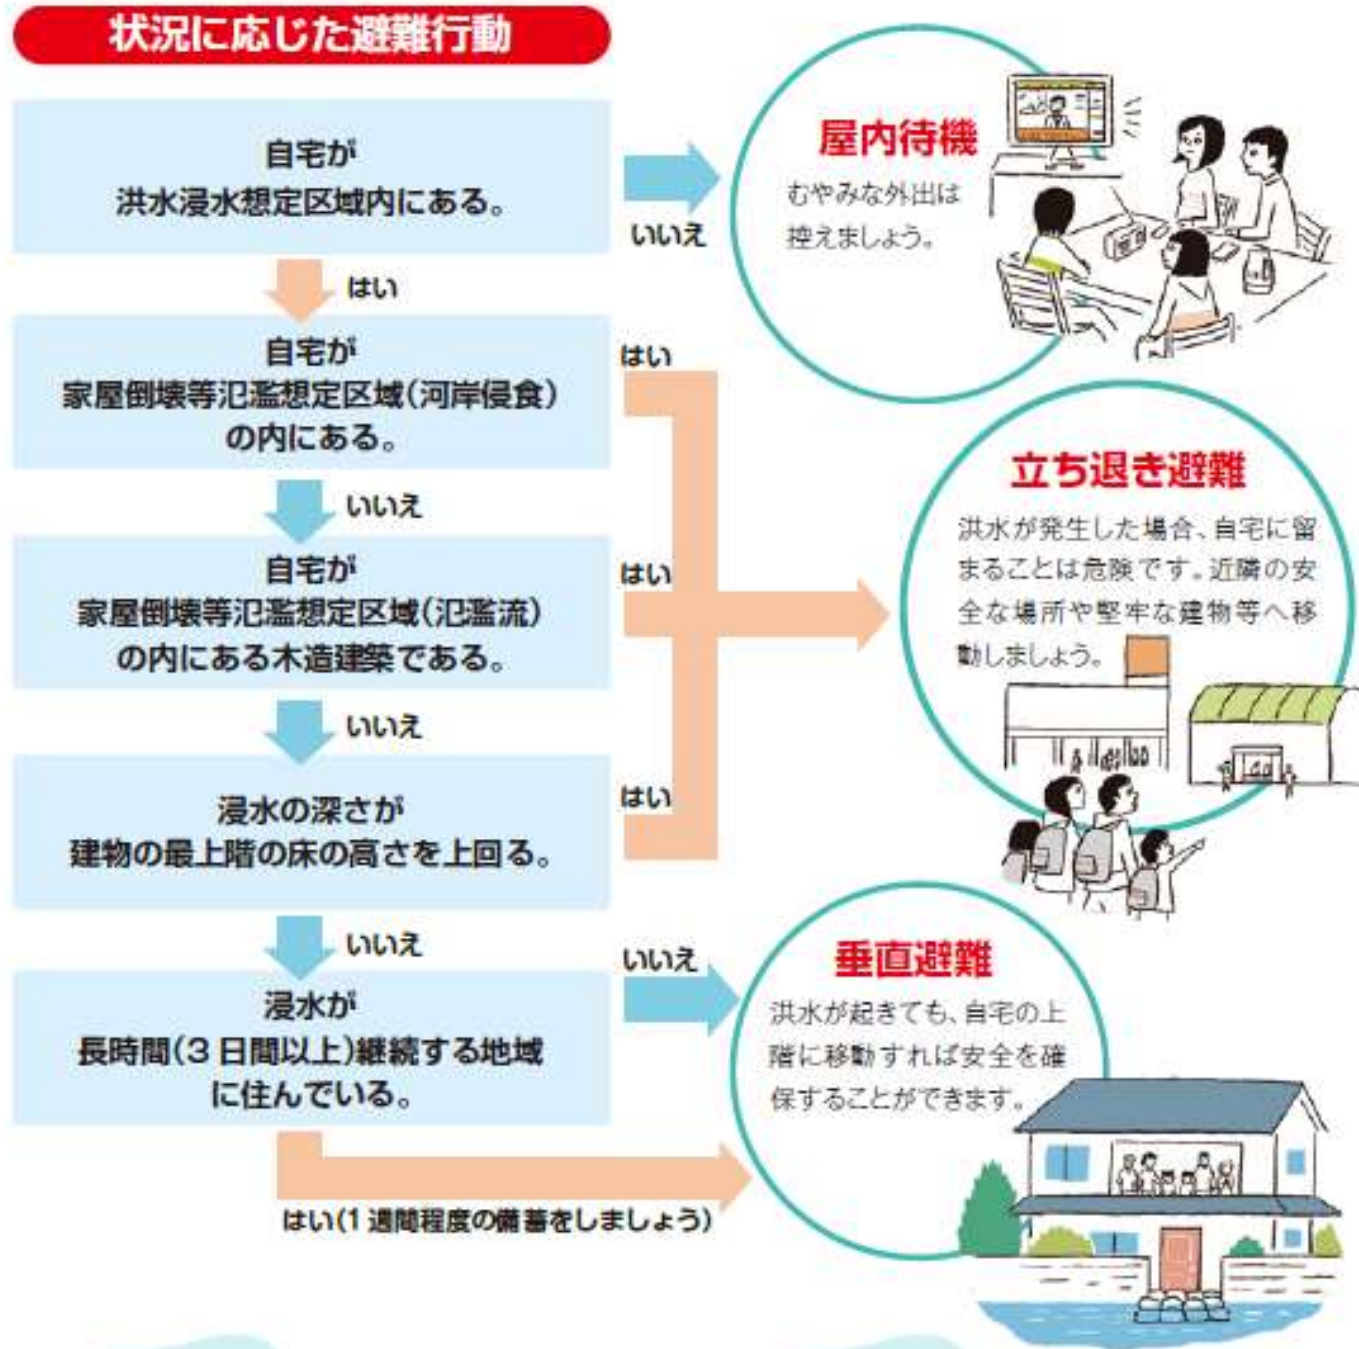 状況に応じた避難行動
自宅が
洪水浸水想定区域内にある。
いいえ
屋内待機
むやみな外出は
控えましょう。
はい
自宅が
家屋倒壊等氾濫想定区域(河岸侵食)
の内にある。
はい
いいえ
自宅が
家屋倒壊等氾濫想定区域(氾濫流)
の内にある木造建築である。
はい
立ち退き避難
洪水が発生した場合、自宅に留
まることは危険です。近隣の安
全な場所や堅牢な建物等へ移
動しましょう。
いいえ
浸水の深さが
建物の最上階の床の高さを上回る。
はい
いいえ
浸水が
長時間(3日間以上)継続する地域
に住んでいる。
いいえ
垂直避難
洪水が起きても、自宅の上
階に移動すれば安全を確
保することができます。
はい(1週間程度の備蓄をしましょう)